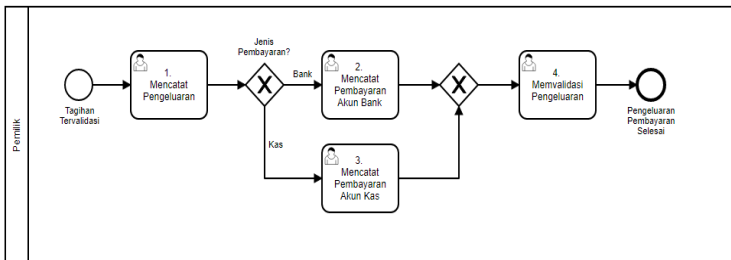 Pemilik
Tagihan
Tervalidasi
1.
Mencatat
Pengeluaran
Jenis
Pembayaran?
Bank
Kas
2.
Mencatat
Pembayaran
Akun Bank
3.
Mencatat
Pembayaran
Akun Kas
4.
Memvalidasi
Pengeluaran
Pengeluaran
Pembayaran
Selesai